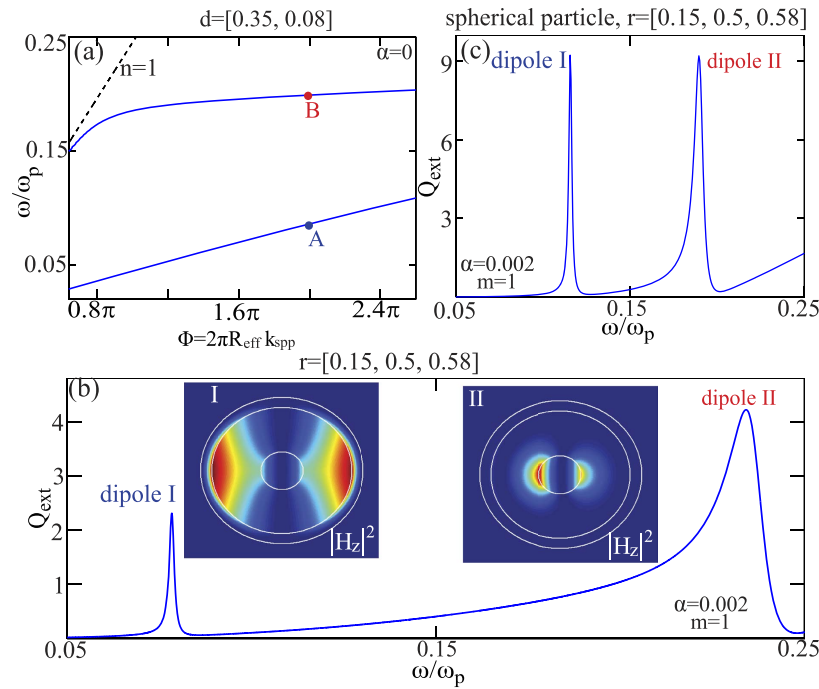 d=[0.35, 0.08]
(a)
n=1
α=0
0.25
0.15
0.05
ω/ωp
B
A
0.8π 1.6π 2.4π
Φ=2πReff kspp
spherical particle, r=[0.15, 0.5, 0.58]
(c)
dipole I
dipole II
9
6
3
Qext
α=0.002
m=1
0.05 0.15 0.25
ω/ωp
r=[0.15, 0.5, 0.58]
(b)
I
II
dipole II
dipole I
|Hz|²
|Hz|²
4
3
2
1
Qext
α=0.002
m=1
0.05 0.15 0.25
ω/ωp